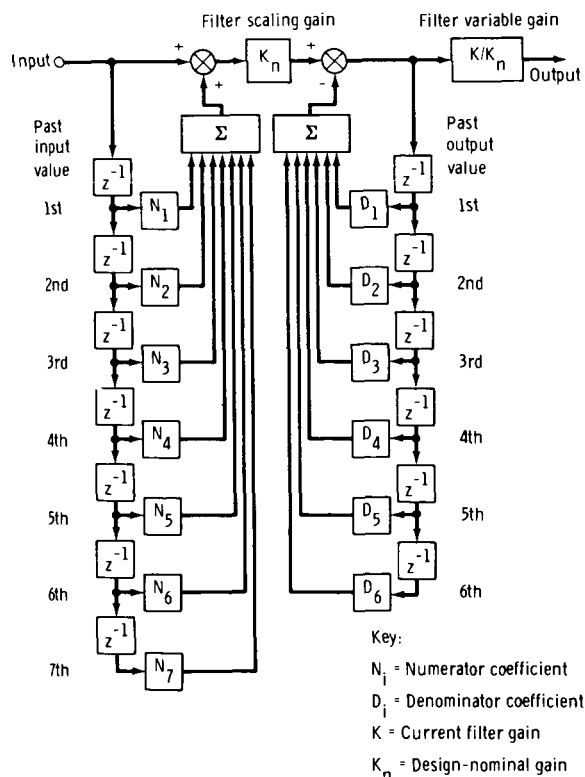 Filter scaling gain
Filter variable gain
Input
+
+
K_n
+
-
K/K_n
Output
Σ
Σ
Past
input
value
Past
output
value
z^-1
z^-1
1st
N_1
D_1
1st
z^-1
z^-1
2nd
N_2
D_2
2nd
z^-1
z^-1
3rd
N_3
D_3
3rd
z^-1
z^-1
4th
N_4
D_4
4th
z^-1
z^-1
5th
N_5
D_5
5th
z^-1
z^-1
6th
N_6
D_6
6th
z^-1
7th
N_7
Key:
N_i = Numerator coefficient
D_i = Denominator coefficient
K = Current filter gain
K_n = Design-nominal gain